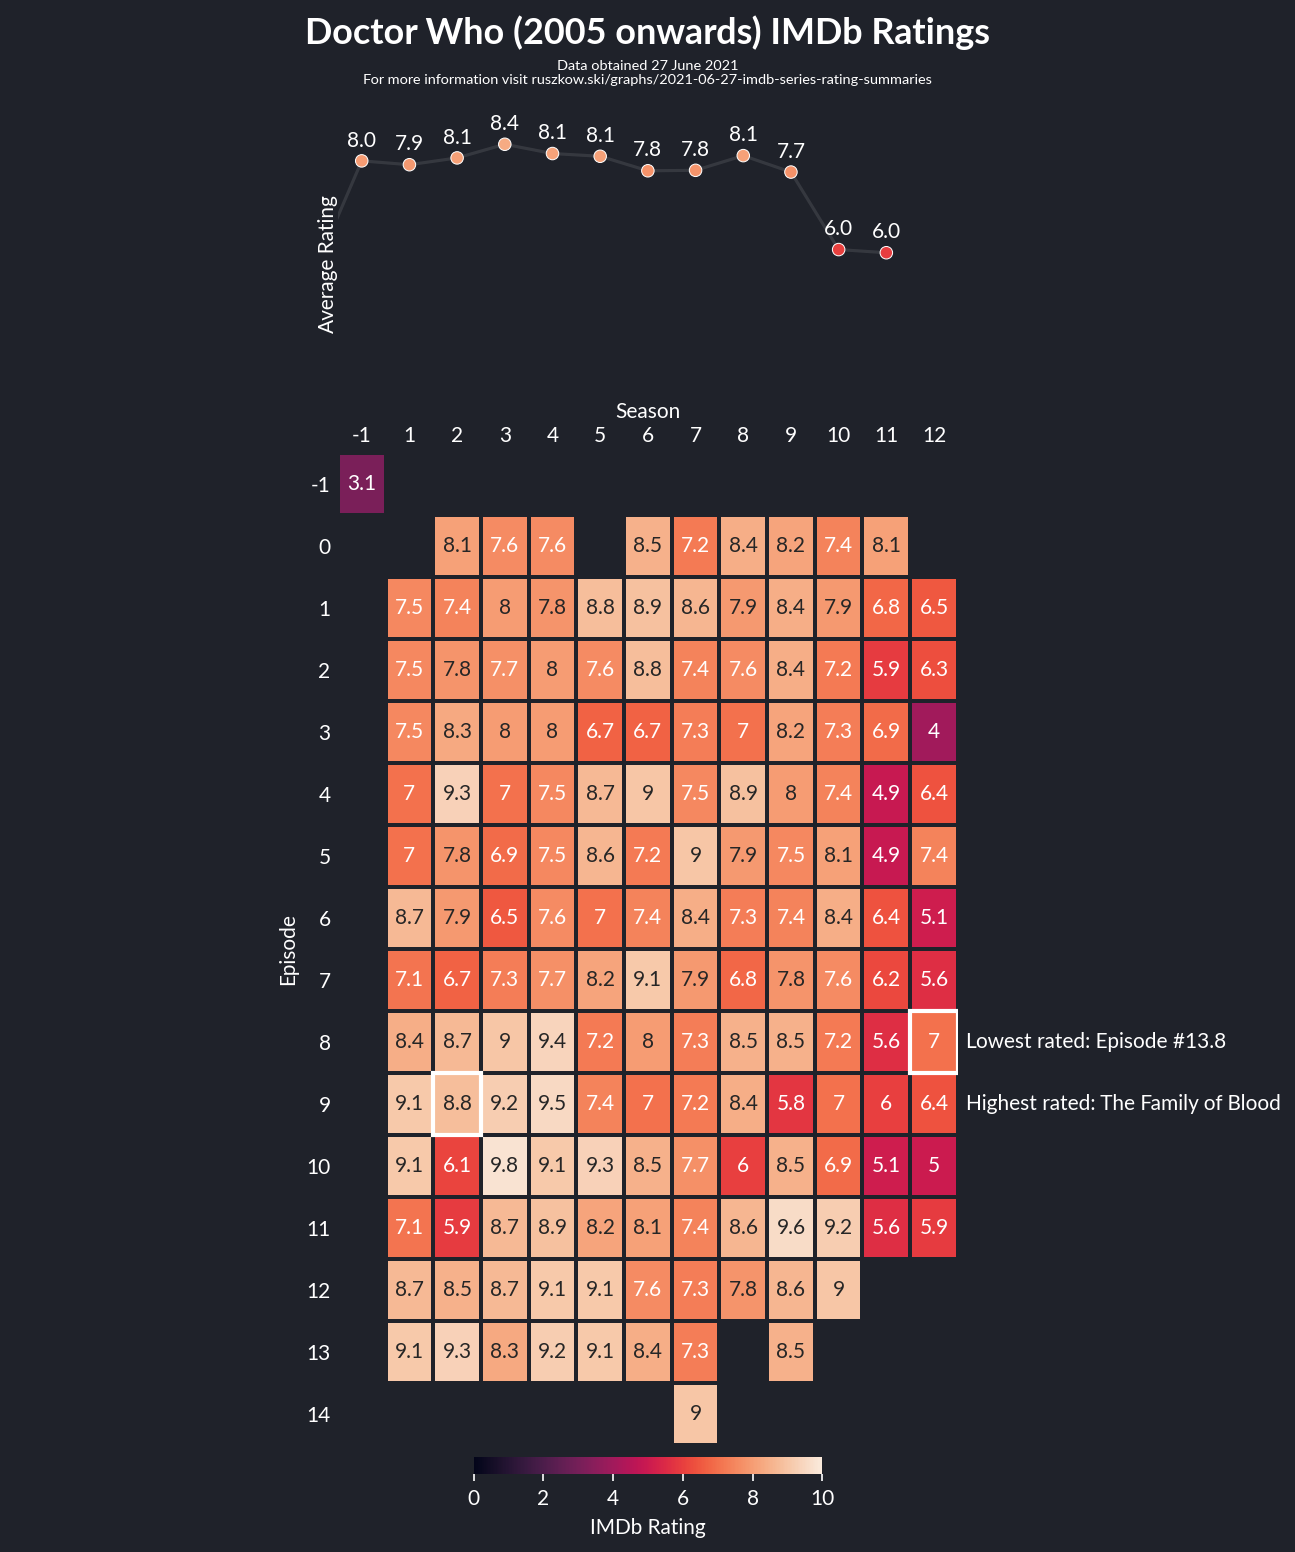 Doctor Who (2005 onwards) IMDb Ratings
Data obtained 27 June 2021
For more information visit ruszkow.ski/graphs/2021-06-27-imdb-series-rating-summaries
8.0 7.9 8.1 8.4 8.1 8.1 7.8 7.8 8.1 7.7 6.0 6.0
Average Rating
Season
-1 1 2 3 4 5 6 7 8 9 10 11 12
-1 3.1
0 8.1 7.6 7.6 8.5 7.2 8.4 8.2 7.4 8.1
1 7.5 7.4 8 7.8 8.8 8.9 8.6 7.9 8.4 7.9 6.8 6.5
2 7.5 7.8 7.7 8 7.6 8.8 7.4 7.6 8.4 7.2 5.9 6.3
3 7.5 8.3 8 8 6.7 6.7 7.3 7 8.2 7.3 6.9 4
4 7 9.3 7 7.5 8.7 9 7.5 8.9 8 7.4 4.9 6.4
5 7 7.8 6.9 7.5 8.6 7.2 9 7.9 7.5 8.1 4.9 7.4
Episode
6 8.7 7.9 6.5 7.6 7 7.4 8.4 7.3 7.4 8.4 6.4 5.1
7 7.1 6.7 7.3 7.7 8.2 9.1 7.9 6.8 7.8 7.6 6.2 5.6
8 8.4 8.7 9 9.4 7.2 8 7.3 8.5 8.5 7.2 5.6 7 Lowest rated: Episode #13.8
9 9.1 8.8 9.2 9.5 7.4 7 7.2 8.4 5.8 7 6 6.4 Highest rated: The Family of Blood
10 9.1 6.1 9.8 9.1 9.3 8.5 7.7 6 8.5 6.9 5.1 5
11 7.1 5.9 8.7 8.9 8.2 8.1 7.4 8.6 9.6 9.2 5.6 5.9
12 8.7 8.5 8.7 9.1 9.1 7.6 7.3 7.8 8.6 9
13 9.1 9.3 8.3 9.2 9.1 8.4 7.3 8.5
14 9
0 2 4 6 8 10
IMDb Rating